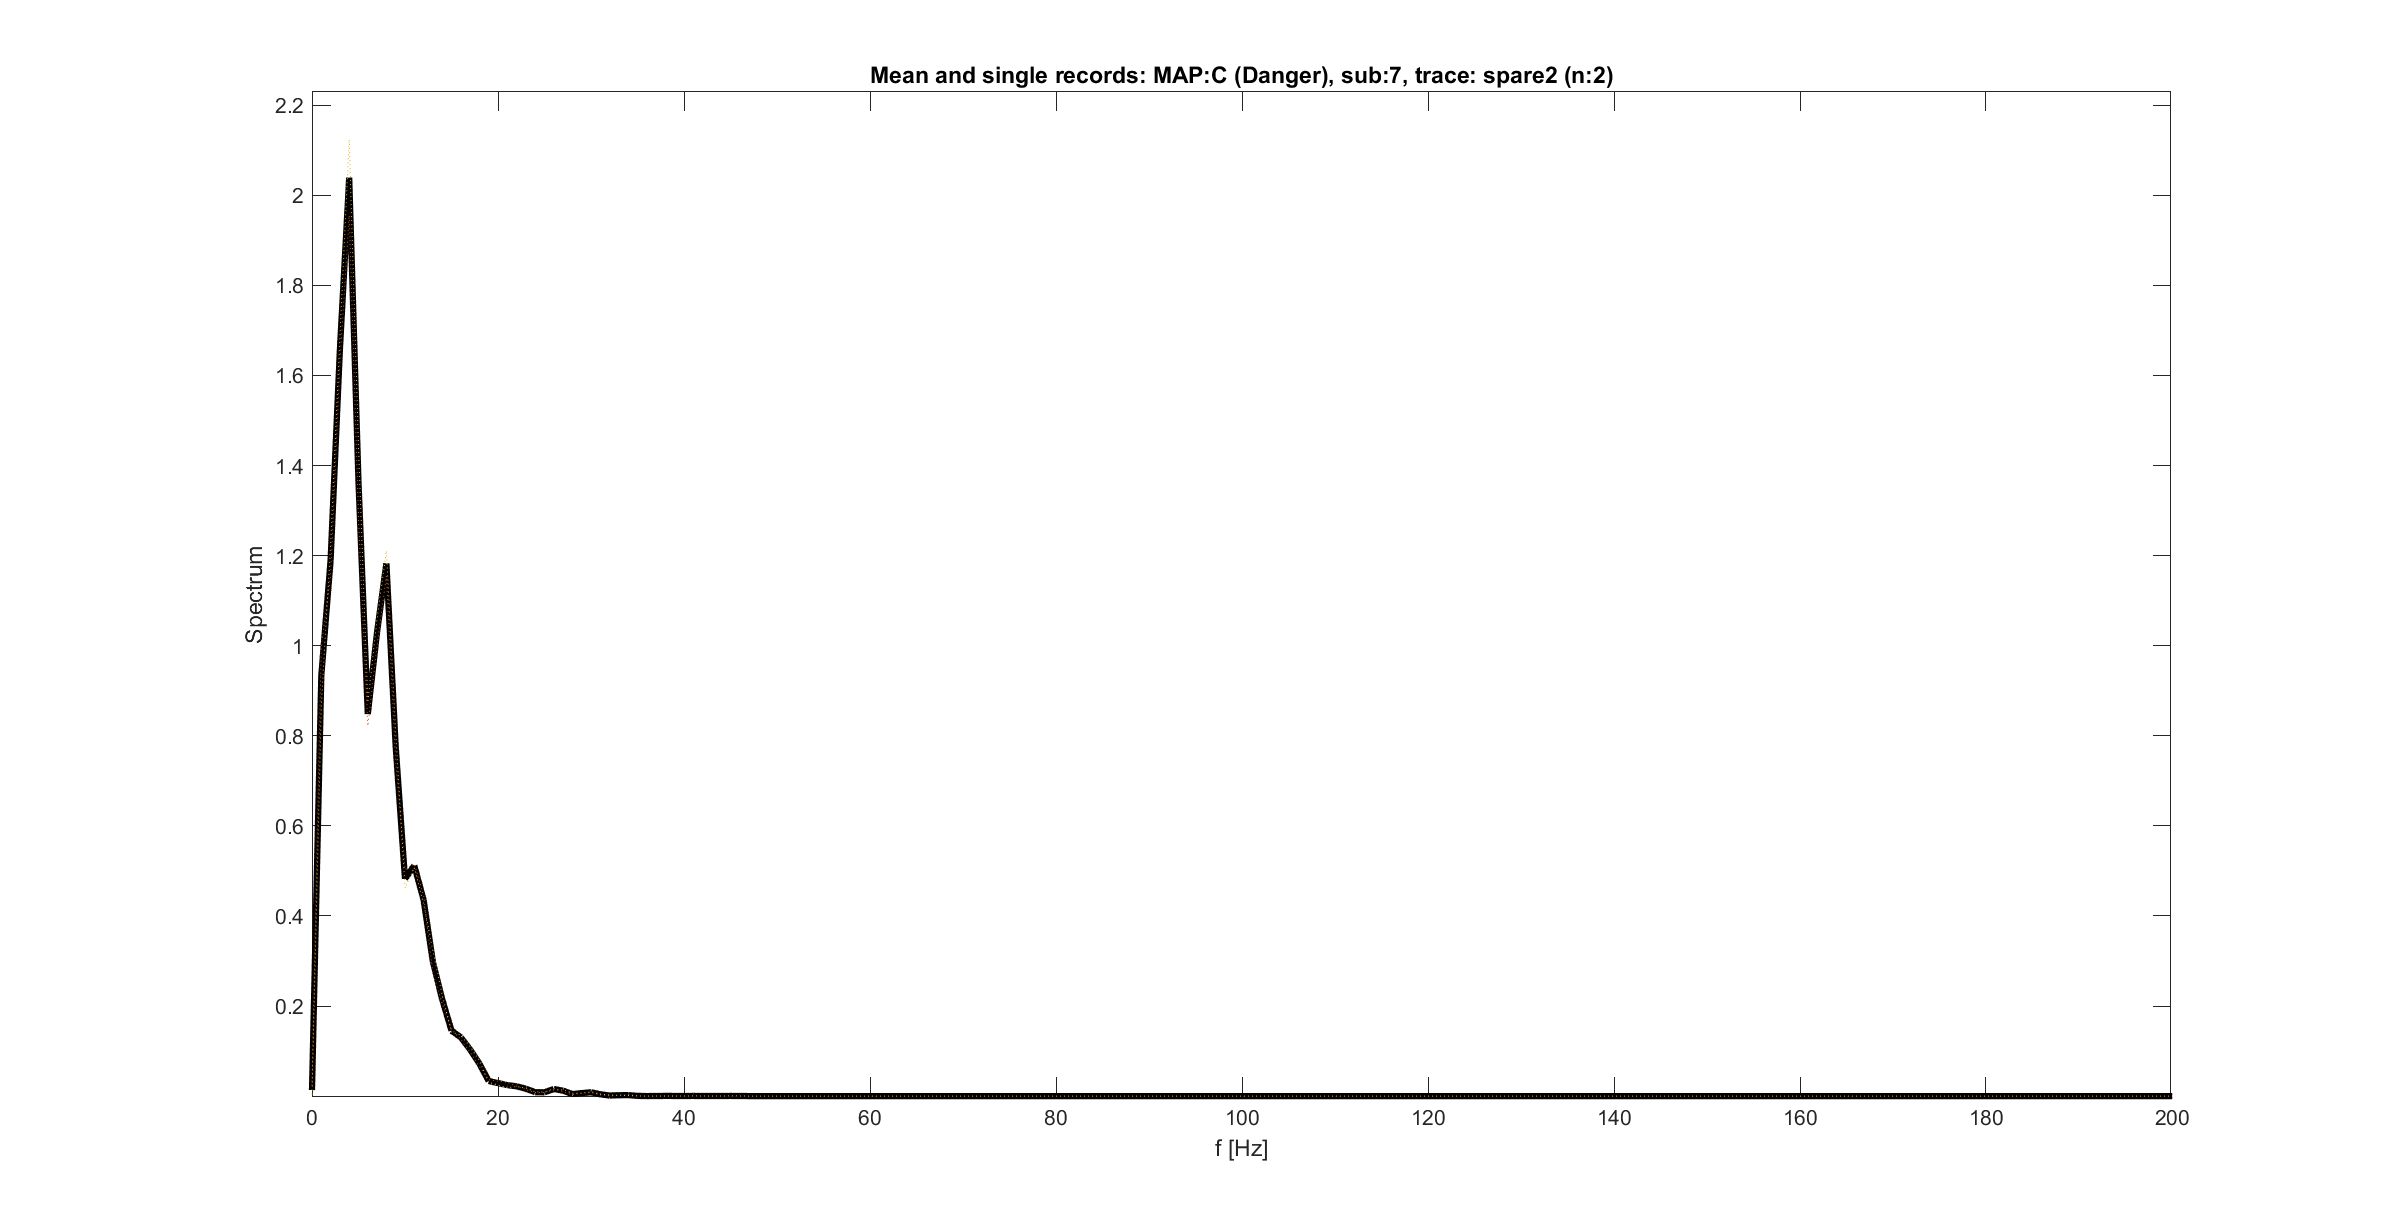 Mean and single records: MAP:C (Danger), sub:7, trace: spare2 (n:2)
2.2
2
1.8
1.6
1.4
1.2
1
0.8
0.6
0.4
0.2
Spectrum
0 20 40 60 80 100 120 140 160 180 200
f [Hz]